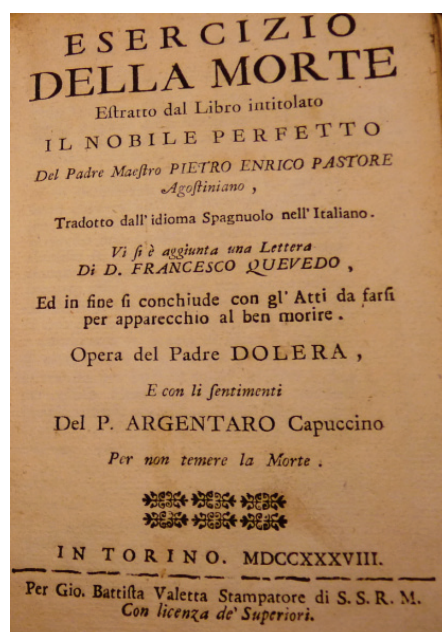 ESERCIZIO
DELLA MORTE
Eſtratto dal Libro intitolato
IL NOBILE PERFETTO
Del Padre Maeſtro PIETRO ENRICO PASTORE
Agoſtiniano ,
Tradotto dall' idioma Spagnuolo nell' Italiano .
Vi ſi è aggiunta una Lettera
Di D. FRANCESCO QUEVEDO ,
Ed in fine ſi conchiude con gl' Atti da farſi
per apparecchio al ben morire .
Opera del Padre DOLERA ,
E con li ſentimenti
Del P. ARGENTARO Capuccino
Per non temere la Morte .
IN TORINO. MDCCXXXVIII.
Per Gio. Battiſta Valetta Stampatore di S. S. R. M.
Con licenza de' Superiori.